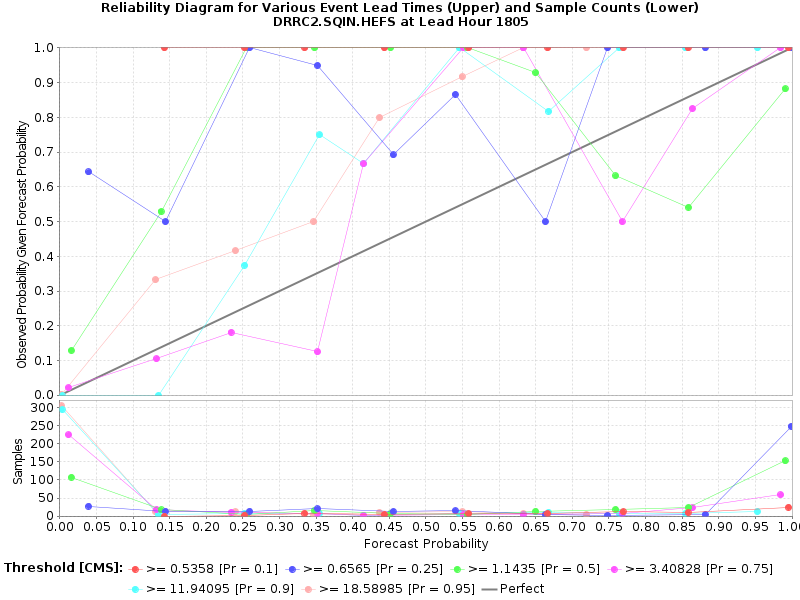 Reliability Diagram for Various Event Lead Times (Upper) and Sample Counts (Lower)
DRRC2.SQIN.HEFS at Lead Hour 1805
Observed Probability Given Forecast Probability
1.0
0.9
0.8
0.7
0.6
0.5
0.4
0.3
0.2
0.1
0.0
Samples
300
250
200
150
100
50
0
0.00 0.05 0.10 0.15 0.20 0.25 0.30 0.35 0.40 0.45 0.50 0.55 0.60 0.65 0.70 0.75 0.80 0.85 0.90 0.95 1.0
Forecast Probability
Threshold [CMS]: >= 0.5358 [Pr = 0.1] >= 0.6565 [Pr = 0.25] >= 1.1435 [Pr = 0.5] >= 3.40828 [Pr = 0.75]
>= 11.94095 [Pr = 0.9] >= 18.58985 [Pr = 0.95] Perfect